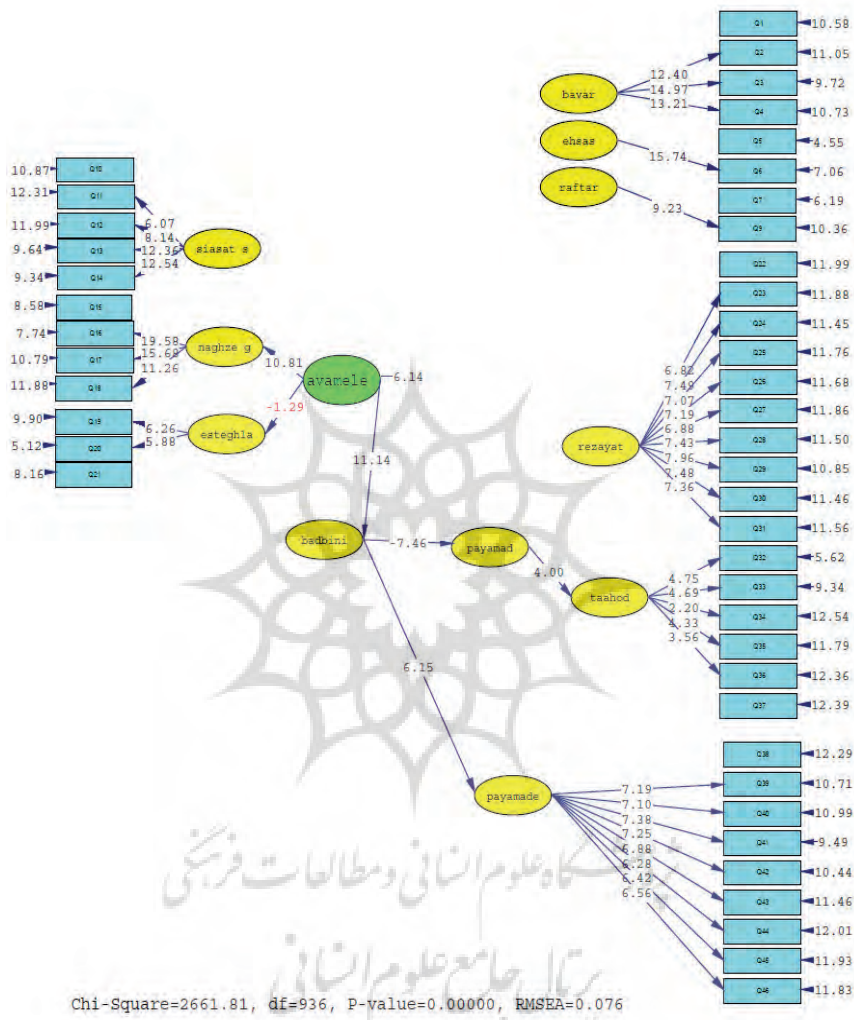 Q1 10.58
Q2 11.05
12.40
bavar 14.97 Q3 9.72
13.21 Q4 10.73
ehsas Q5 4.55
15.74 Q6 7.06
raftar Q7 6.19
9.23 Q9 10.36
10.87 Q10
12.31 Q11
6.07
11.99 Q12
8.14
9.64 Q13 siasat s
12.36
12.54
9.34 Q14
8.58 Q15
7.74 Q16 19.58
naghze g
10.79 Q17 15.68
11.88 Q18 11.26
10.81 avamele 6.14
-1.29
9.90 Q19 6.26
5.12 Q20 5.88 esteghla
8.16 Q21
11.14
Q22 11.99
Q23 11.88
Q24 11.45
Q25 11.76
6.82
7.49 Q26 11.68
7.07
7.19 Q27 11.86
6.88
rezayat 7.43 Q28 11.50
7.96 Q29 10.85
7.48 Q30 11.46
7.36 Q31 11.56
badbini -7.46 payamad
4.00 taahod
4.75 Q32 5.62
4.69 Q33 9.34
2.20 Q34 12.54
4.33 Q35 11.79
3.56 Q36 12.36
Q37 12.39
6.15
payamade
Q38 12.29
7.19 Q39 10.71
7.10 Q40 10.99
7.38 Q41 9.49
7.25 Q42 10.44
6.88 Q43 11.46
6.28 Q44 12.01
6.42 Q45 11.93
6.56 Q46 11.83
گاه علوم انسانی و مطالعات فرهنگی
پرتال جامع علوم انسانی
Chi-Square=2661.81, df=936, P-value=0.00000, RMSEA=0.076